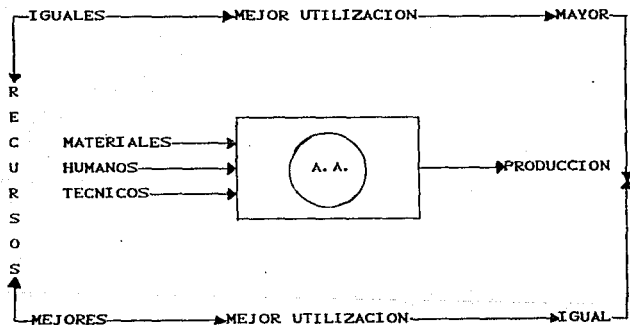 IGUALES MEJOR UTILIZACION MAYOR
RECURSOS
MATERIALES
HUMANOS A. A. PRODUCCION
TECNICOS
MEJORES MEJOR UTILIZACION IGUAL